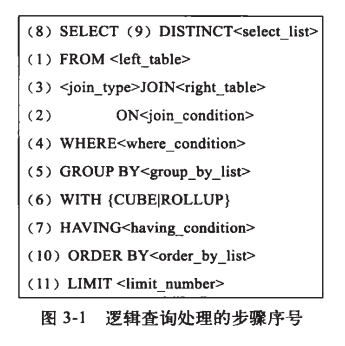 (8) SELECT (9) DISTINCT<select_list>
(1) FROM <left_table>
(3) <join_type>JOIN<right_table>
(2) ON<join_condition>
(4) WHERE<where_condition>
(5) GROUP BY<group_by_list>
(6) WITH {CUBE|ROLLUP}
(7) HAVING<having_condition>
(10) ORDER BY<order_by_list>
(11) LIMIT <limit_number>
图 3-1 逻辑查询处理的步骤序号